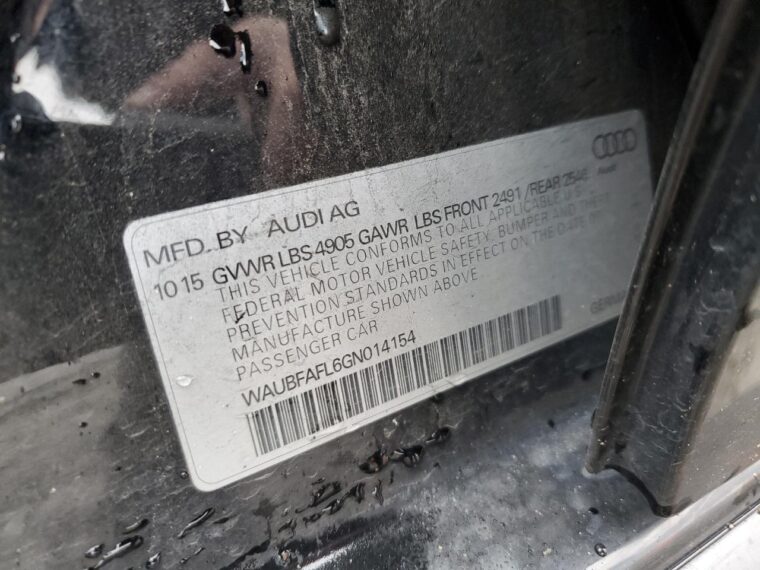 MFD. BY AUDI AG
10 15 GVWR LBS 4905 GAWR LBS FRONT 2491 /REAR
THIS VEHICLE CONFORMS TO ALL APPLICABLE U.S.
FEDERAL MOTOR VEHICLE SAFETY, BUMPER AND THEFT
PREVENTION STANDARDS IN EFFECT ON THE DATE OF
MANUFACTURE SHOWN ABOVE.
PASSENGER CAR
WAUBFAFL6GN014154